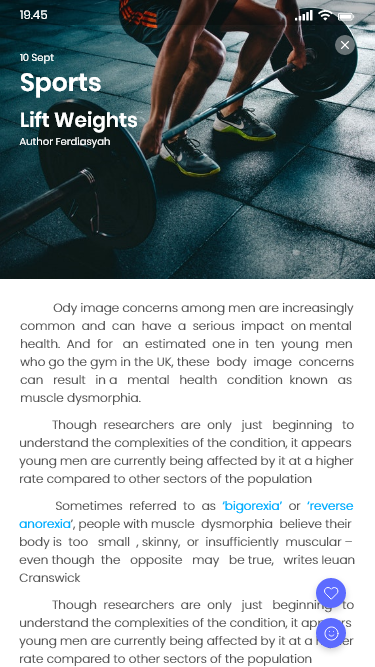 19.45
10 Sept
Sports
Lift Weights
Author Ferdiasyah
Ody image concerns among men are increasingly
common and can have a serious impact on mental
health. And for an estimated one in ten young men
who go the gym in the UK, these body image concerns
can result in a mental health condition known as
muscle dysmorphia.
Though researchers are only just beginning to
understand the complexities of the condition, it appears
young men are currently being affected by it at a higher
rate compared to other sectors of the population
Sometimes referred to as 'bigorexia' or 'reverse
anorexia', people with muscle dysmorphia believe their
body is too small , skinny, or insufficiently muscular –
even though the opposite may be true, writes Ieuan
Cranswick
Though researchers are only just beginning to
understand the complexities of the condition, it appears
young men are currently being affected by it at a higher
rate compared to other sectors of the population